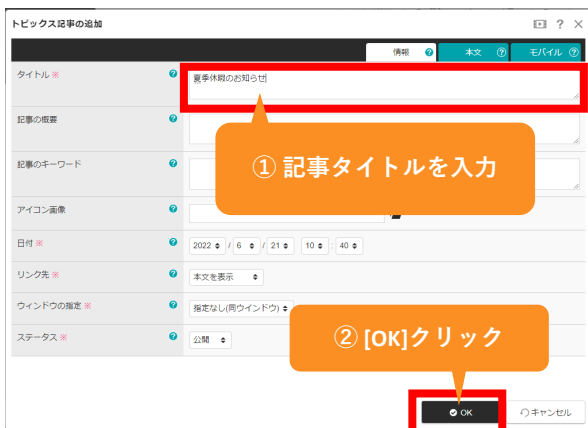 トピックス記事の追加
情報 本文 モバイル
タイトル ※
夏季休暇のお知らせ
記事の概要
① 記事タイトルを入力
記事のキーワード
アイコン画像
日付 ※
2022 / 6 / 21 10 : 40
リンク先 ※
本文を表示
ウィンドウの指定 ※
指定なし(同ウインドウ)
ステータス ※
公開
② [OK]クリック
OK キャンセル